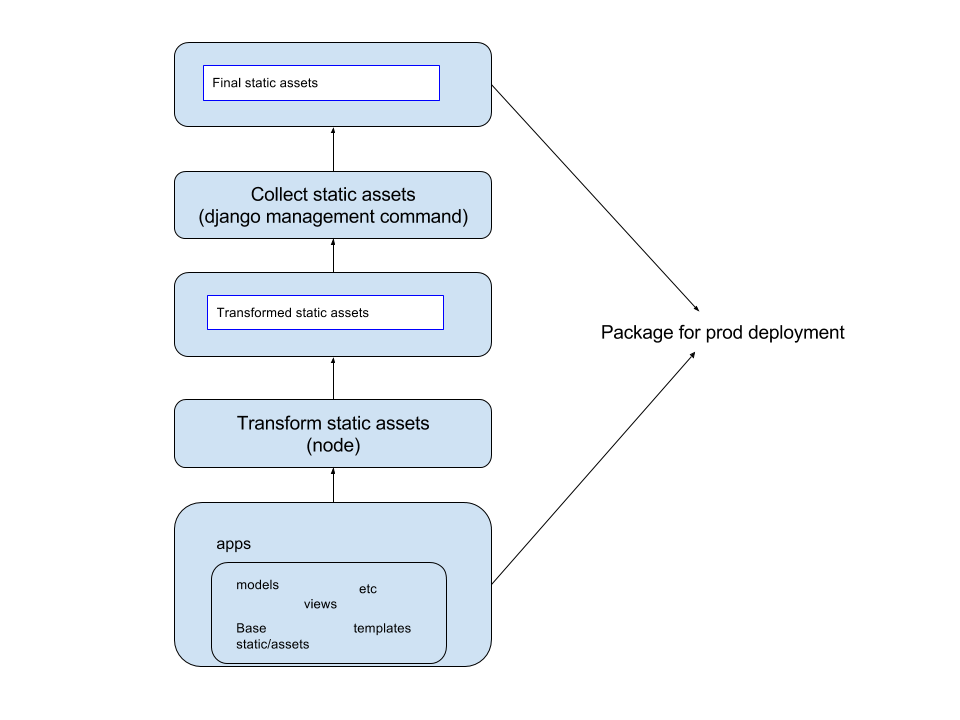 Final static assets
Collect static assets
(django management command)
Transformed static assets
Package for prod deployment
Transform static assets
(node)
apps
models
etc
views
Base
static/assets
templates